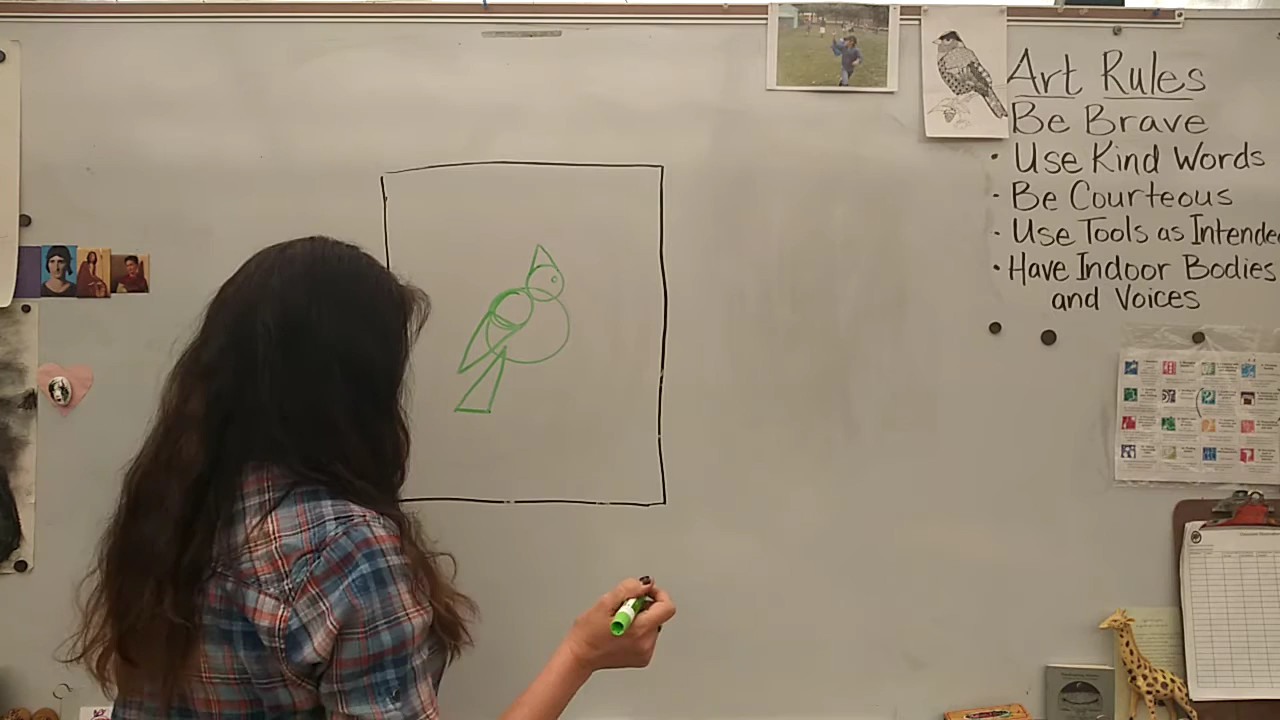 Art Rules
Be Brave
• Use Kind Words
- Be Courteous
- Use Tools as Intende
• Have Indoor Bodies
and Voices